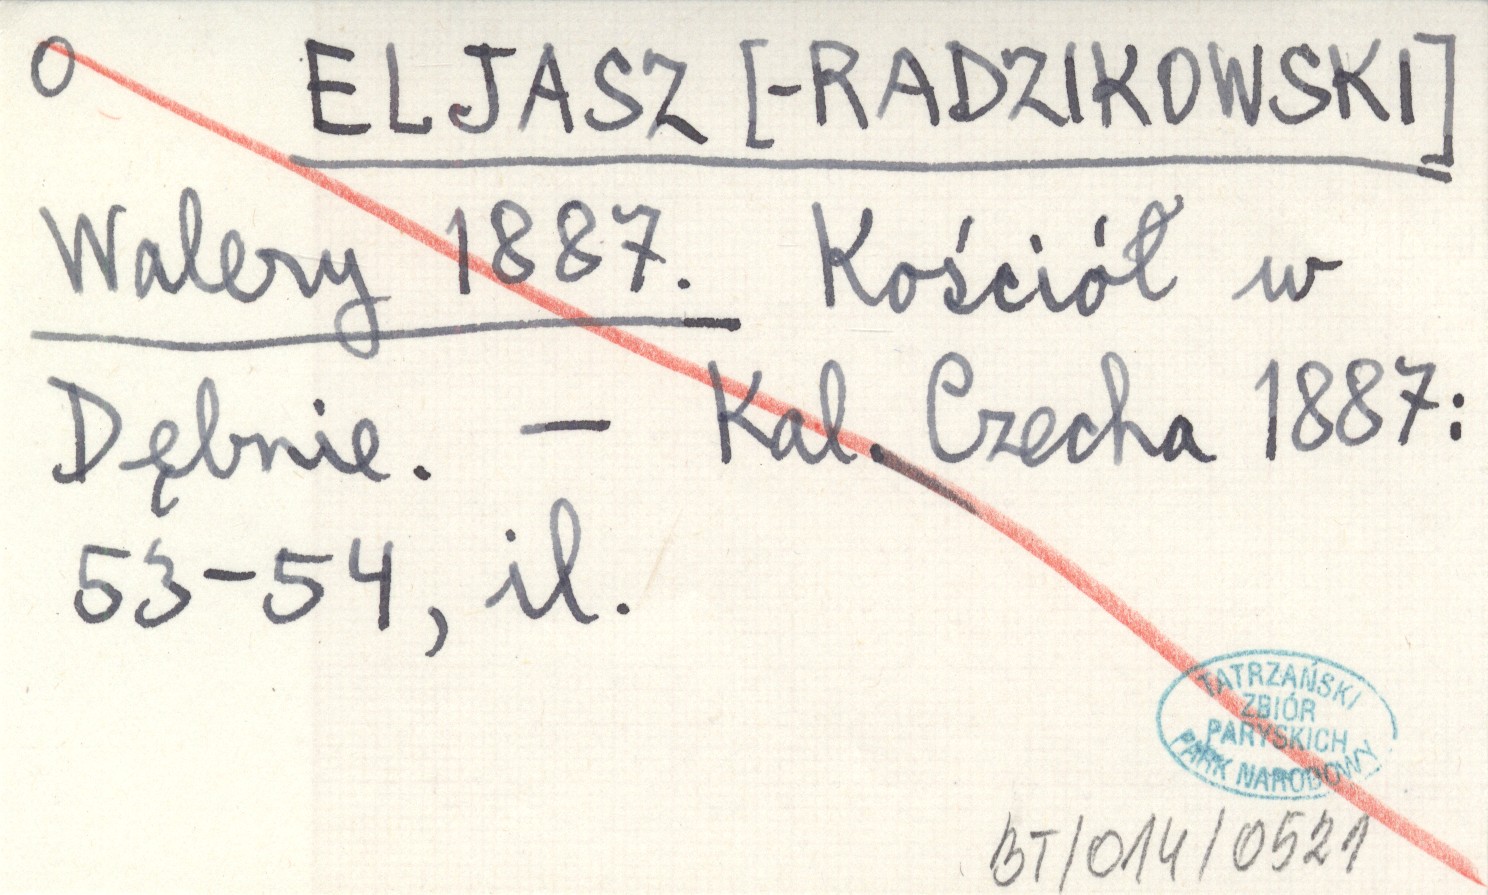 O ELJASZ [-RADZIKOWSKI]
Walery 1887. Kościół w
Dębnie. — Kal. Czecha 1887:
53-54, il.
TATRZAŃSKI
ZBIÓR
PARYSKICH
PARK NARODOWY
BT/014/0521